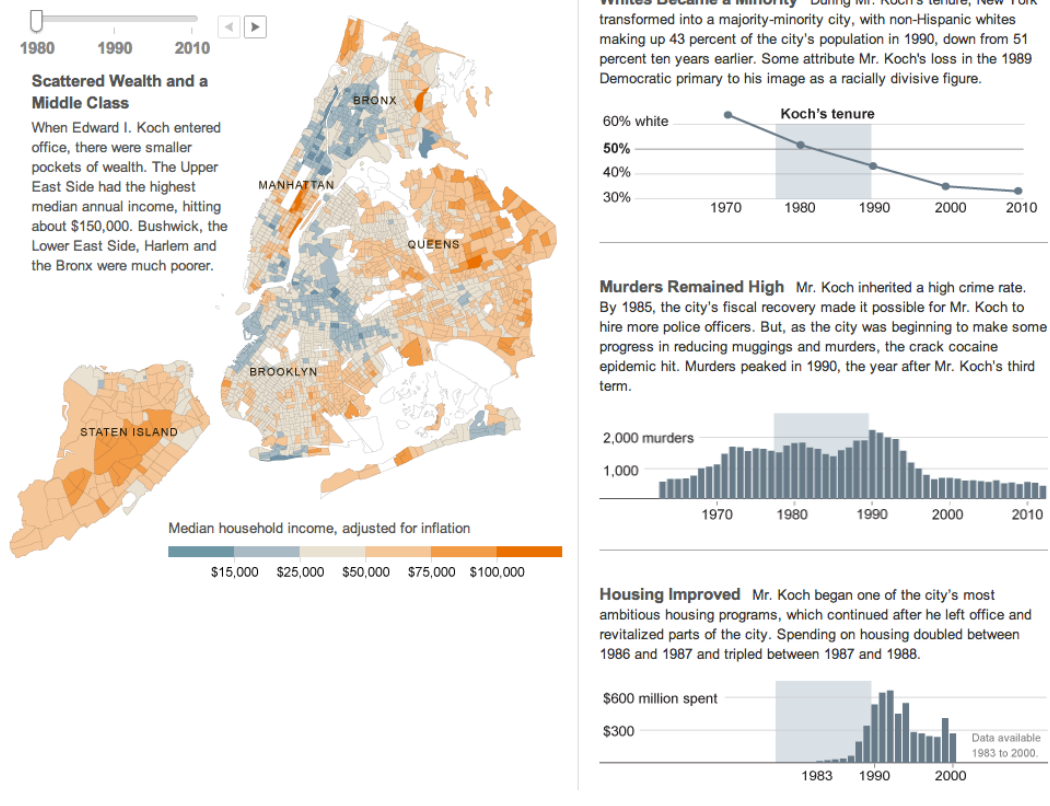 1980 1990 2010
Scattered Wealth and a
Middle Class
When Edward I. Koch entered
office, there were smaller
pockets of wealth. The Upper
East Side had the highest
median annual income, hitting
about $150,000. Bushwick, the
Lower East Side, Harlem and
the Bronx were much poorer.
BRONX
MANHATTAN
QUEENS
BROOKLYN
STATEN ISLAND
Median household income, adjusted for inflation
$15,000 $25,000 $50,000 $75,000 $100,000
Whites Became a Minority During Mr. Koch's tenure, New York
transformed into a majority-minority city, with non-Hispanic whites
making up 43 percent of the city's population in 1990, down from 51
percent ten years earlier. Some attribute Mr. Koch's loss in the 1989
Democratic primary to his image as a racially divisive figure.
Koch's tenure
60% white
50%
40%
30%
1970 1980 1990 2000 2010
Murders Remained High Mr. Koch inherited a high crime rate.
By 1985, the city's fiscal recovery made it possible for Mr. Koch to
hire more police officers. But, as the city was beginning to make some
progress in reducing muggings and murders, the crack cocaine
epidemic hit. Murders peaked in 1990, the year after Mr. Koch's third
term.
2,000 murders
1,000
1970 1980 1990 2000 2010
Housing Improved Mr. Koch began one of the city's most
ambitious housing programs, which continued after he left office and
revitalized parts of the city. Spending on housing doubled between
1986 and 1987 and tripled between 1987 and 1988.
$600 million spent
$300
Data available
1983 to 2000.
1983 1990 2000